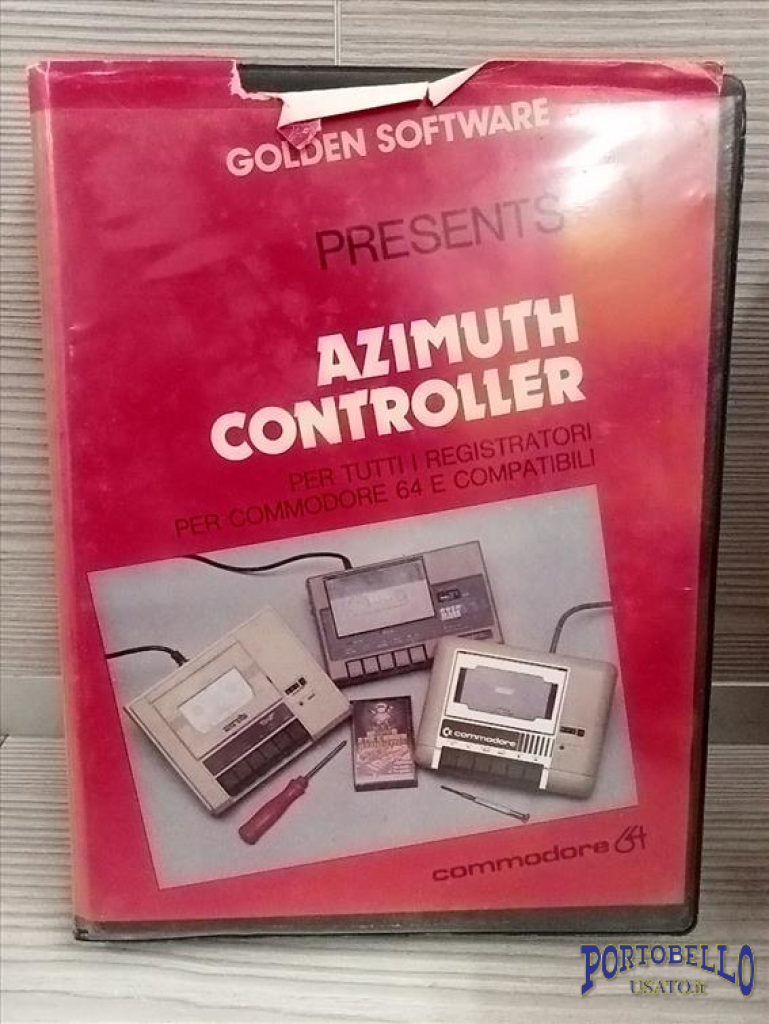 GOLDEN SOFTWARE
PRESENTS
AZIMUTH
CONTROLLER
PER TUTTI I REGISTRATORI
PER COMMODORE 64 E COMPATIBILI
commodore
commodore 64
PORTOBELLO
USATO.it